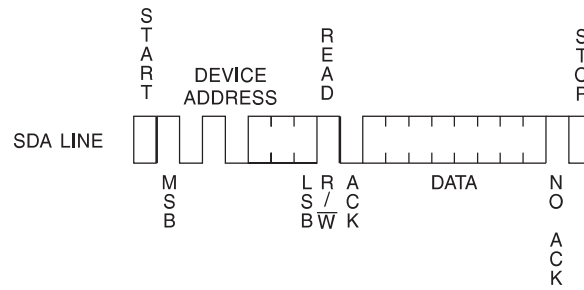 START
READ
STOP
DEVICE
ADDRESS
SDA LINE
MSB
LSB
R/W
ACK
DATA
NO ACK